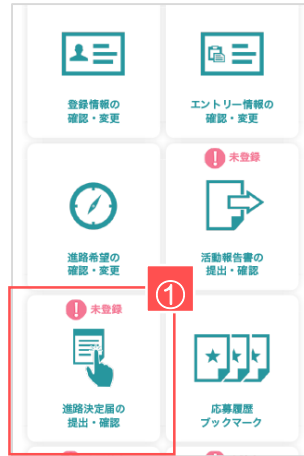 登録情報の
確認・変更
エントリー情報の
確認・変更
進路希望の
確認・変更
! 未登録
活動報告書の
提出・確認
①
! 未登録
進路決定届の
提出・確認
応募履歴
ブックマーク